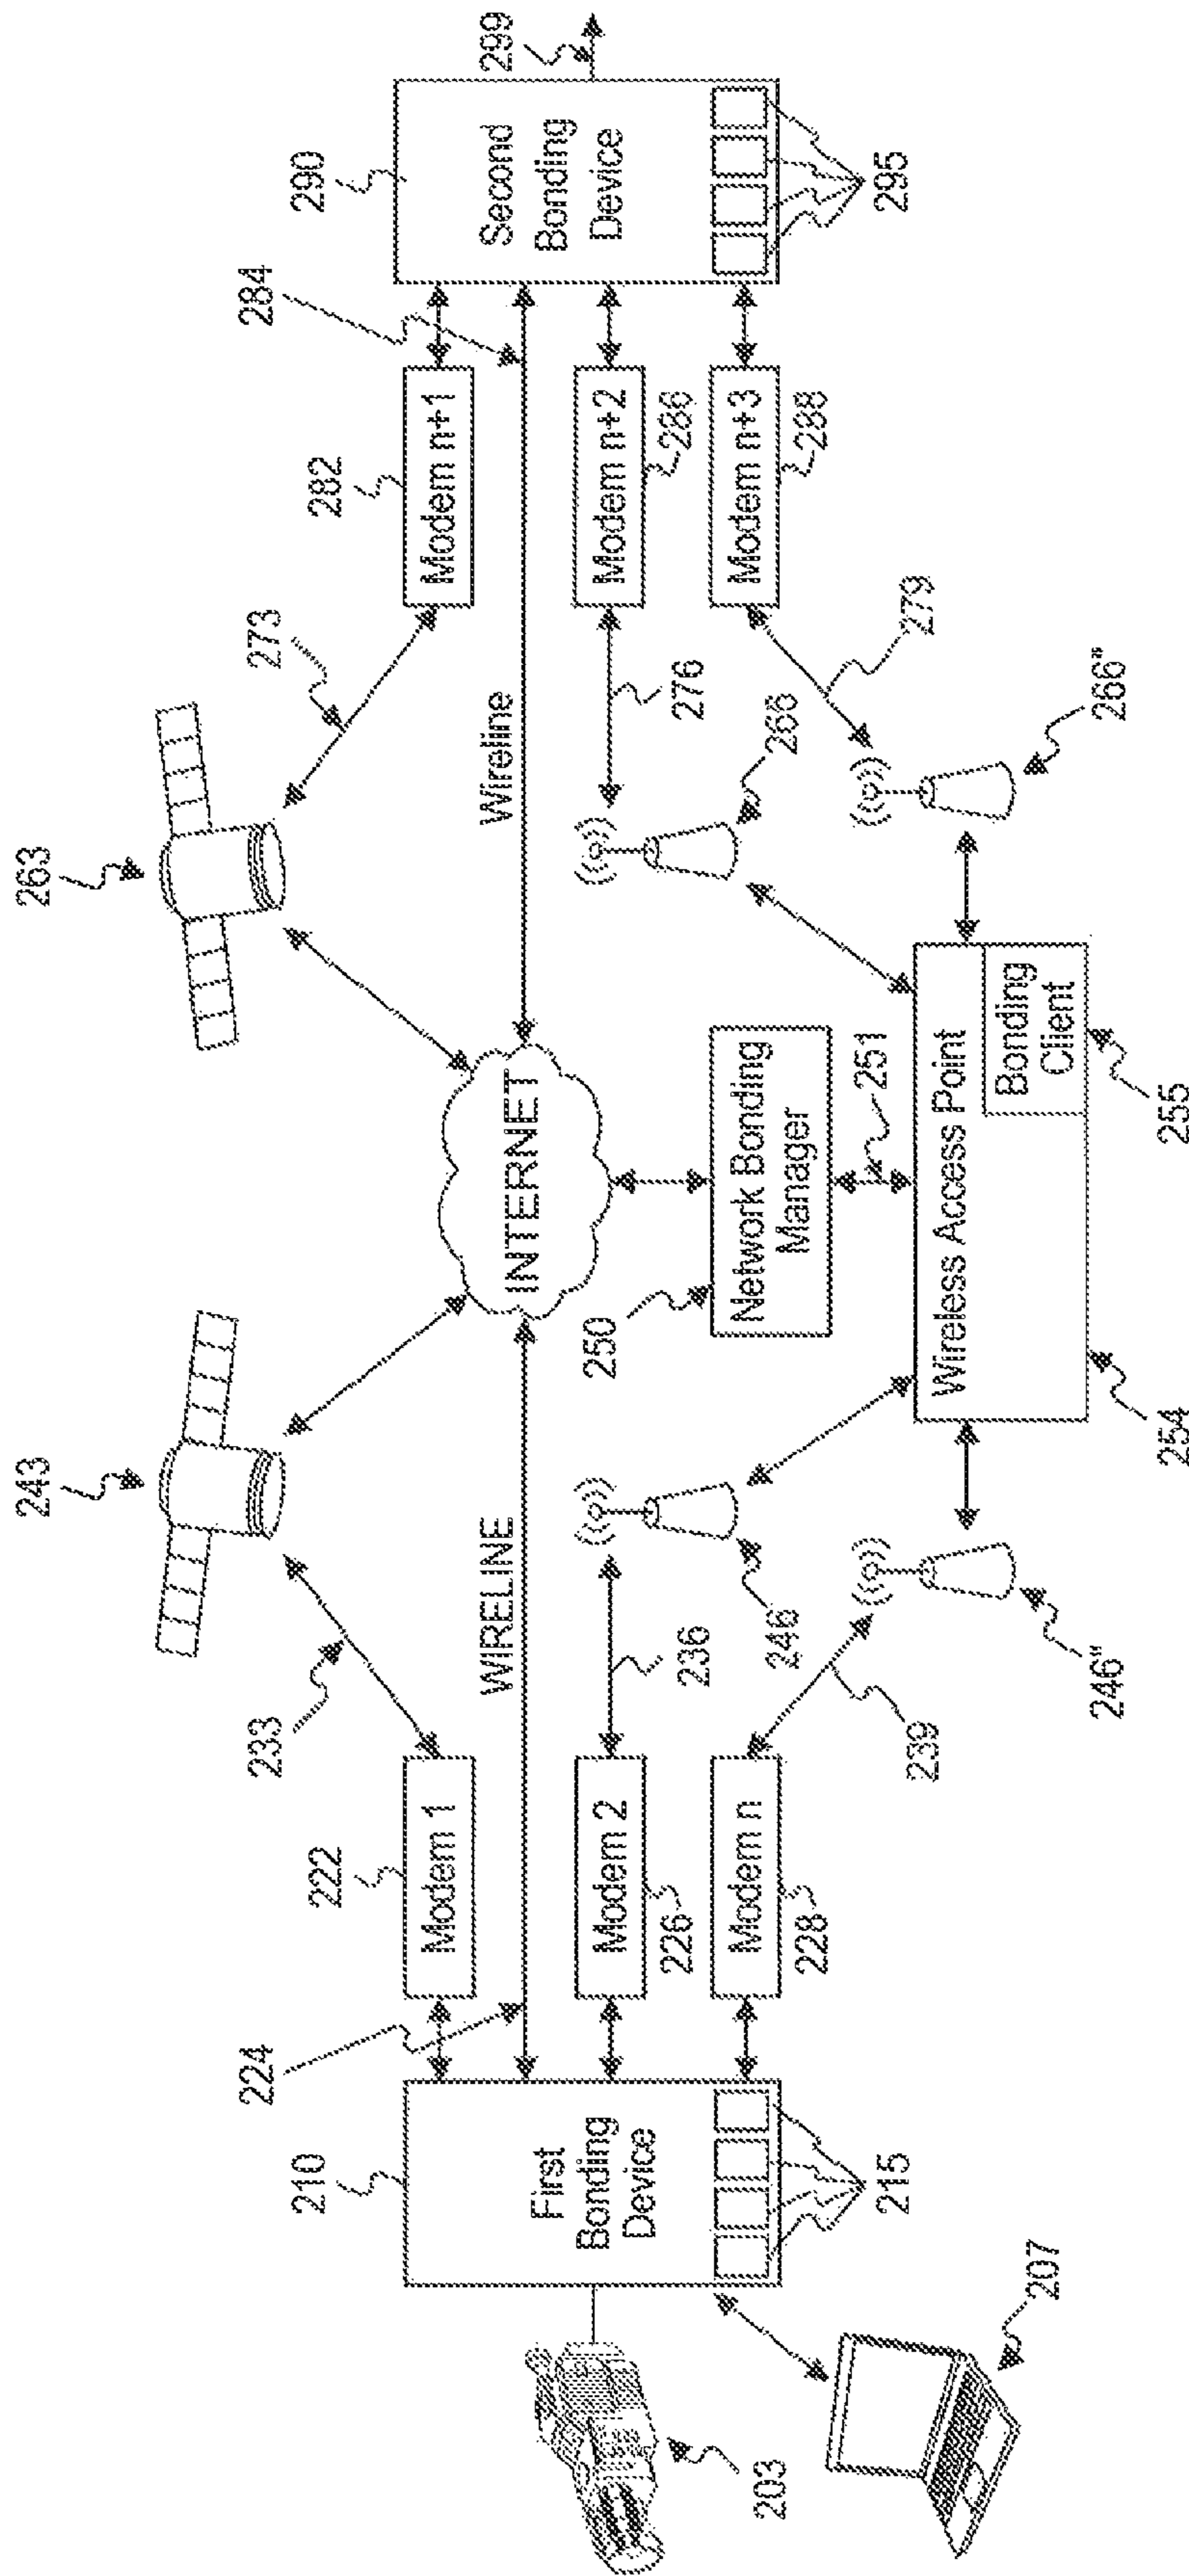 243
263
233
273
210
224
222
282
284
290
299
First
Bonding
Device
Modem 1
WIRELINE
INTERNET
Wireline
Modem n+1
Second
Bonding
Device
Modem 2
226
236
246
250
Network Bonding
Manager
251
266
276
Modem n+2
286
Modem n
228
239
246"
266"
279
Modem n+3
288
215
295
203
207
Wireless Access Point
Bonding
Client
254
255